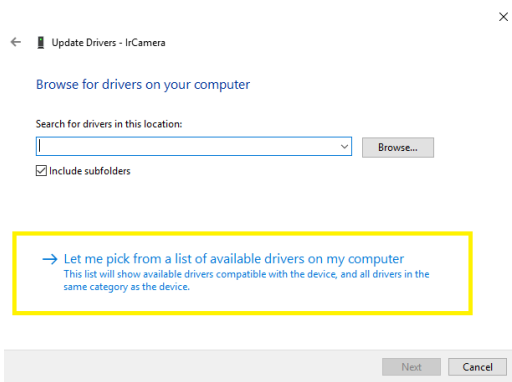 Update Drivers - IrCamera
Browse for drivers on your computer
Search for drivers in this location:
Browse...
Include subfolders
Let me pick from a list of available drivers on my computer
This list will show available drivers compatible with the device, and all drivers in the
same category as the device.
Next
Cancel